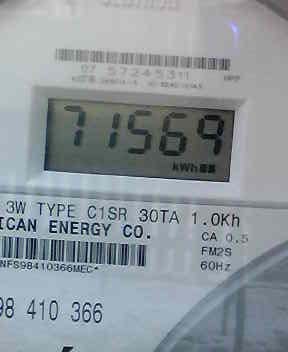 07 57245311
APP
71569
kWh
3W TYPE C1SR 30TA 1.0Kh
ICAN ENERGY CO.
CA 0.5
FM2S
60Hz
*NFS98410366MEC*
98 410 366